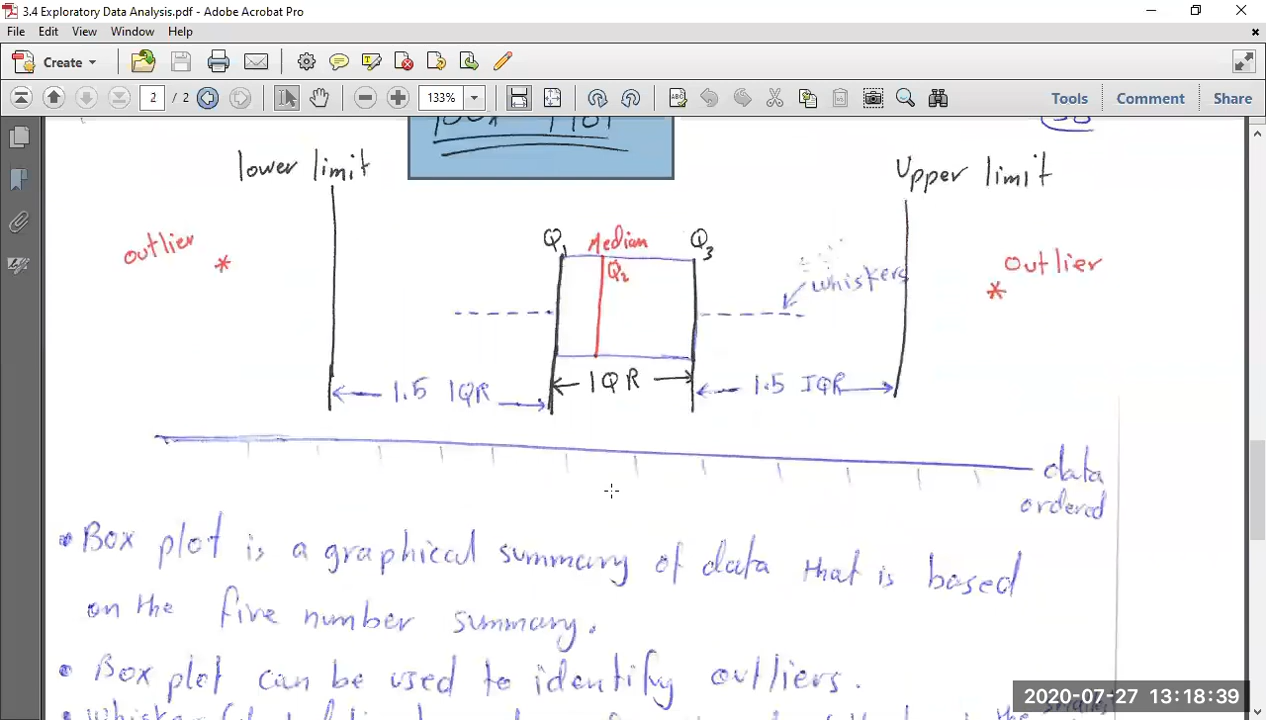 3.4 Exploratory Data Analysis.pdf - Adobe Acrobat Pro
File Edit View Window Help
Create
2 / 2 133% Tools Comment Share
Box Plot
lower limit
Upper limit
outlier
Q1 Median Q3
Q2
outlier
whiskers
1.5 IQR IQR 1.5 IQR
data
ordered
• Box plot is a graphical summary of data that is based
on the five number summary.
• Box plot can be used to identify outliers.
2020-07-27 13:18:39